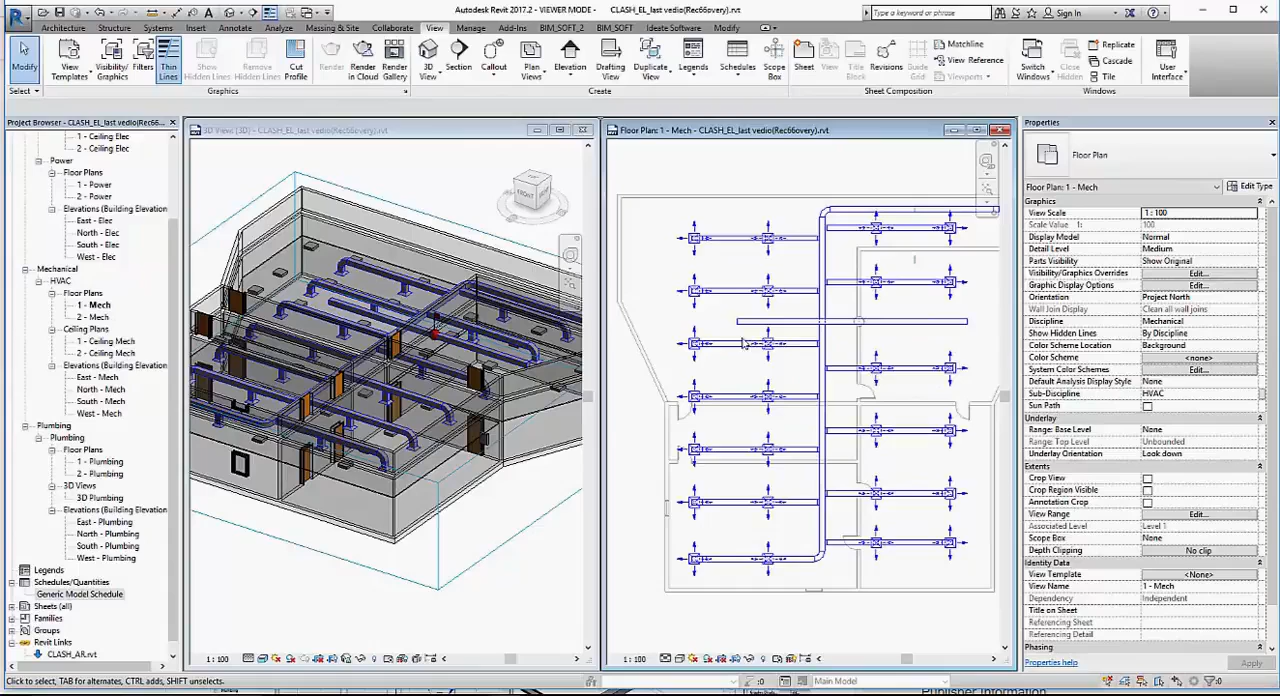 Autodesk Revit 2017.2 - VIEWER MODE - CLASH_EL_last vedio(Rec66overy).rvt
Type a keyword or phrase
Sign In
Architecture Structure Systems Insert Annotate Analyze Massing & Site Collaborate View Manage Add-Ins BIM_SOFT_2 BIM_SOFT Ideate Software Modify
Modify
View Templates
Visibility/ Graphics
Filters
Thin Lines
Show Hidden Lines
Remove Hidden Lines
Cut Profile
Render
Render in Cloud
Render Gallery
3D View
Section
Callout
Plan Views
Elevation
Drafting View
Duplicate View
Legends
Schedules
Scope Box
Sheet
View
Title Block
Revisions
Guide Grid
Matchline
View Reference
Viewports
Switch Windows
Close Hidden
Replicate
Cascade
Tile
User Interface
Select
Graphics
Create
Sheet Composition
Windows
Project Browser - CLASH_EL_last vedio(Rec66...
1 - Ceiling Elec
2 - Ceiling Elec
Power
Floor Plans
1 - Power
2 - Power
Elevations (Building Elevation
East - Elec
North - Elec
South - Elec
West - Elec
Mechanical
HVAC
Floor Plans
1 - Mech
2 - Mech
Ceiling Plans
1 - Ceiling Mech
2 - Ceiling Mech
Elevations (Building Elevation
East - Mech
North - Mech
South - Mech
West - Mech
Plumbing
Plumbing
Floor Plans
1 - Plumbing
2 - Plumbing
3D Views
3D Plumbing
Elevations (Building Elevation
East - Plumbing
North - Plumbing
South - Plumbing
West - Plumbing
Legends
Schedules/Quantities
Generic Model Schedule
Sheets (all)
Families
Groups
Revit Links
CLASH_AR.rvt
3D View: {3D} - CLASH_EL_last vedio(Rec66overy).rvt
FRONT
1 : 100
Floor Plan: 1 - Mech - CLASH_EL_last vedio(Rec66overy).rvt
1 : 100
Properties
Floor Plan
Floor Plan: 1 - Mech
Edit Type
Graphics
View Scale 1 : 100
Scale Value 1: 100
Display Model Normal
Detail Level Medium
Parts Visibility Show Original
Visibility/Graphics Overrides Edit...
Graphic Display Options Edit...
Orientation Project North
Wall Join Display Clean all wall joins
Discipline Mechanical
Show Hidden Lines By Discipline
Color Scheme Location Background
Color Scheme <none>
System Color Schemes Edit...
Default Analysis Display Style None
Sub-Discipline HVAC
Sun Path
Underlay
Range: Base Level None
Range: Top Level Unbounded
Underlay Orientation Look down
Extents
Crop View
Crop Region Visible
Annotation Crop
View Range Edit...
Associated Level Level 1
Scope Box None
Depth Clipping No clip
Identity Data
View Template <None>
View Name 1 - Mech
Dependency Independent
Title on Sheet
Referencing Sheet
Referencing Detail
Phasing
Properties help
Apply
Click to select, TAB for alternates, CTRL adds, SHIFT unselects.
:0
Main Model
:0